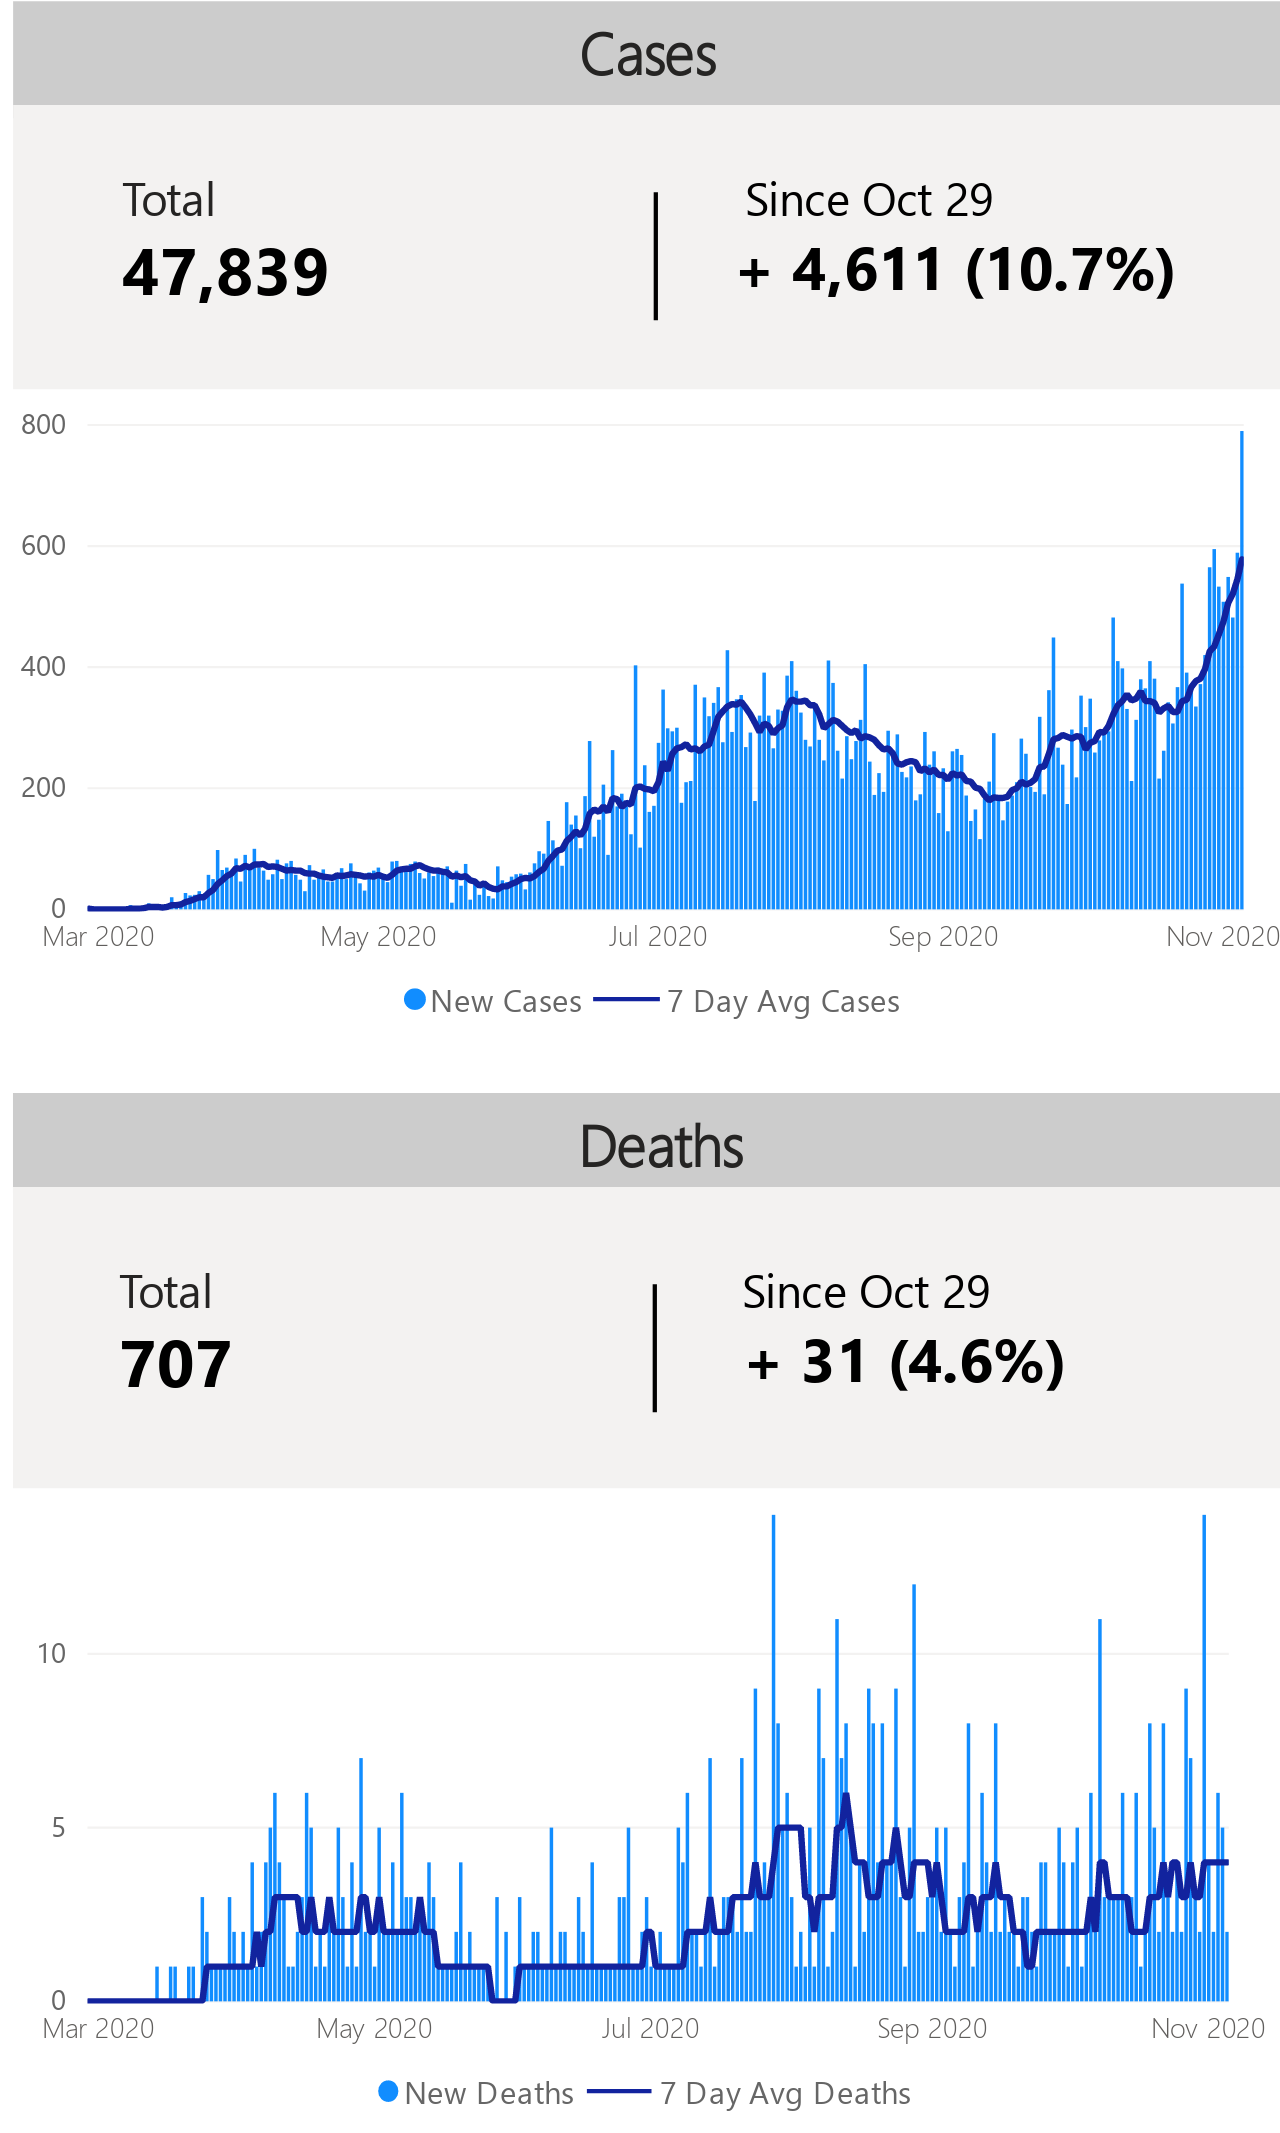 Cases
Total
Since Oct 29
47,839
+ 4,611 (10.7%)
800
600
400
200
0
Mar 2020
May 2020
Jul 2020
Sep 2020
Nov 2020
New Cases
7 Day Avg Cases
Deaths
Total
Since Oct 29
707
+ 31 (4.6%)
10
5
0
Mar 2020
May 2020
Jul 2020
Sep 2020
Nov 2020
New Deaths
7 Day Avg Deaths